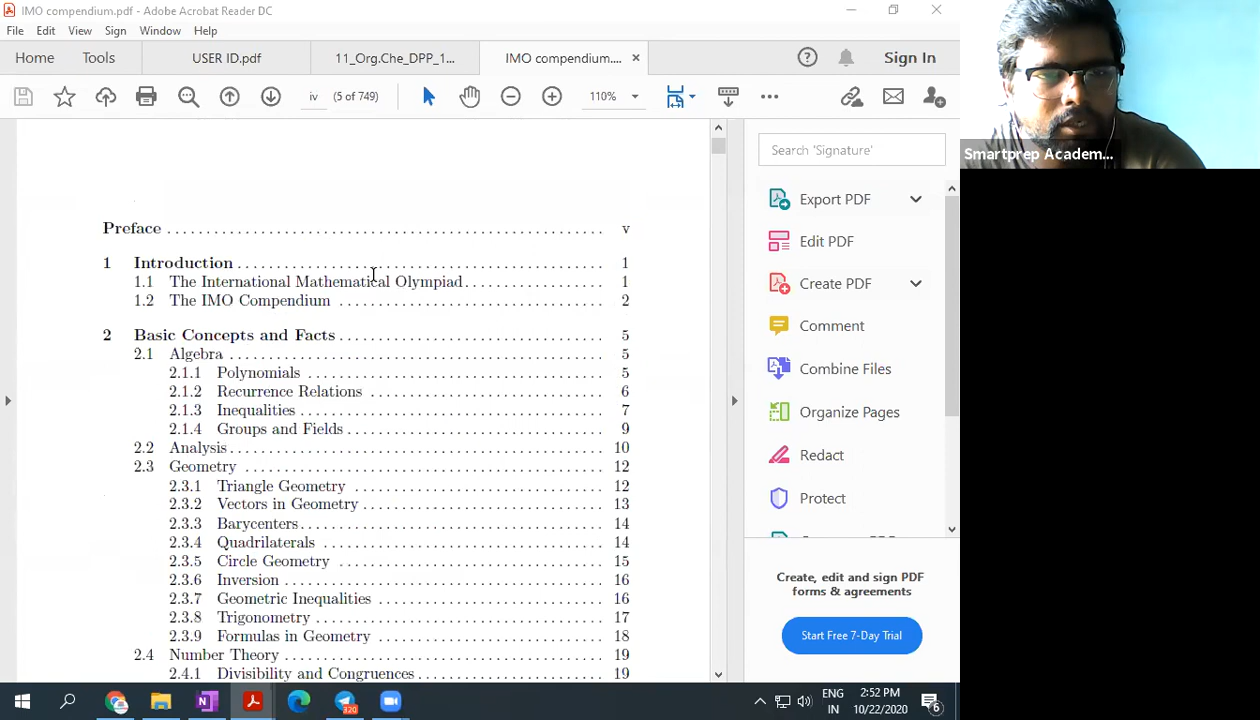 IMO compendium.pdf - Adobe Acrobat Reader DC
File Edit View Sign Window Help
Home Tools USER ID.pdf 11_Org.Che_DPP_1... IMO compendium.... × Sign In
iv (5 of 749) 110%
Smartprep Academ...
Search 'Signature'
Export PDF
Edit PDF
Create PDF
Comment
Combine Files
Organize Pages
Redact
Protect
Create, edit and sign PDF
forms & agreements
Start Free 7-Day Trial
Preface ........................................................ v
1 Introduction ........................................................ 1
1.1 The International Mathematical Olympiad ........................ 1
1.2 The IMO Compendium ........................................ 2
2 Basic Concepts and Facts ........................................ 5
2.1 Algebra ........................................................ 5
2.1.1 Polynomials ........................................ 5
2.1.2 Recurrence Relations ........................................ 6
2.1.3 Inequalities ........................................ 7
2.1.4 Groups and Fields ........................................ 9
2.2 Analysis ........................................................ 10
2.3 Geometry ........................................................ 12
2.3.1 Triangle Geometry ........................................ 12
2.3.2 Vectors in Geometry ........................................ 13
2.3.3 Barycenters ........................................ 14
2.3.4 Quadrilaterals ........................................ 14
2.3.5 Circle Geometry ........................................ 15
2.3.6 Inversion ........................................ 16
2.3.7 Geometric Inequalities ........................................ 16
2.3.8 Trigonometry ........................................ 17
2.3.9 Formulas in Geometry ........................................ 18
2.4 Number Theory ........................................ 19
2.4.1 Divisibility and Congruences ........................................ 19
320
ENG 2:52 PM
IN 10/22/2020 6